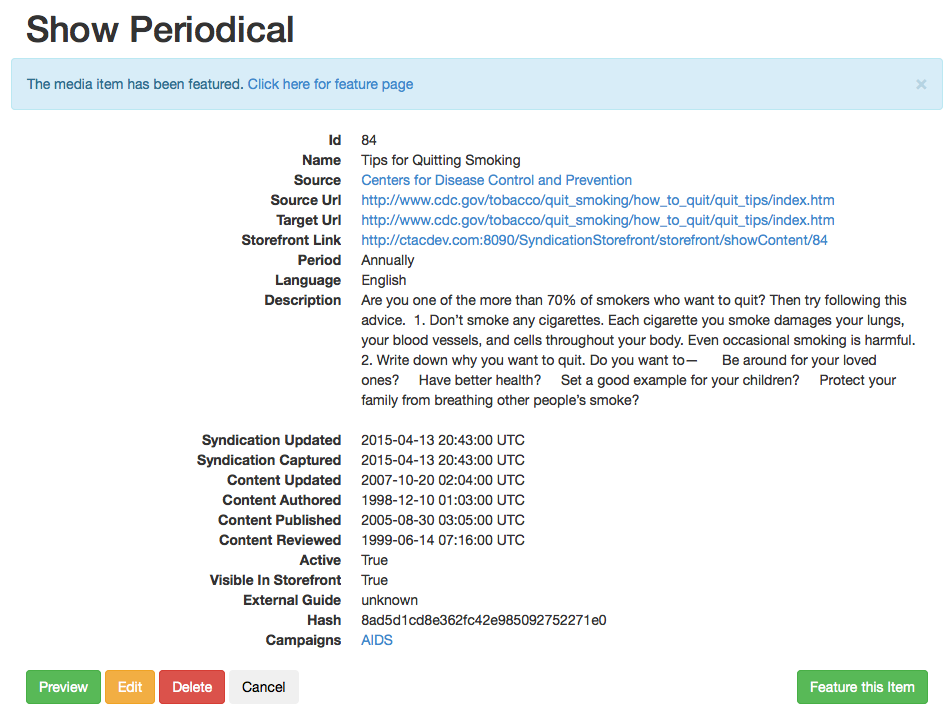 Show Periodical
The media item has been featured. Click here for feature page ×
Id 84
Name Tips for Quitting Smoking
Source Centers for Disease Control and Prevention
Source Url http://www.cdc.gov/tobacco/quit_smoking/how_to_quit/quit_tips/index.htm
Target Url http://www.cdc.gov/tobacco/quit_smoking/how_to_quit/quit_tips/index.htm
Storefront Link http://ctacdev.com:8090/SyndicationStorefront/storefront/showContent/84
Period Annually
Language English
Description Are you one of the more than 70% of smokers who want to quit? Then try following this
advice. 1. Don’t smoke any cigarettes. Each cigarette you smoke damages your lungs,
your blood vessels, and cells throughout your body. Even occasional smoking is harmful.
2. Write down why you want to quit. Do you want to— Be around for your loved
ones? Have better health? Set a good example for your children? Protect your
family from breathing other people’s smoke?
Syndication Updated 2015-04-13 20:43:00 UTC
Syndication Captured 2015-04-13 20:43:00 UTC
Content Updated 2007-10-20 02:04:00 UTC
Content Authored 1998-12-10 01:03:00 UTC
Content Published 2005-08-30 03:05:00 UTC
Content Reviewed 1999-06-14 07:16:00 UTC
Active True
Visible In Storefront True
External Guide unknown
Hash 8ad5d1cd8e362fc42e985092752271e0
Campaigns AIDS
Preview Edit Delete Cancel Feature this Item